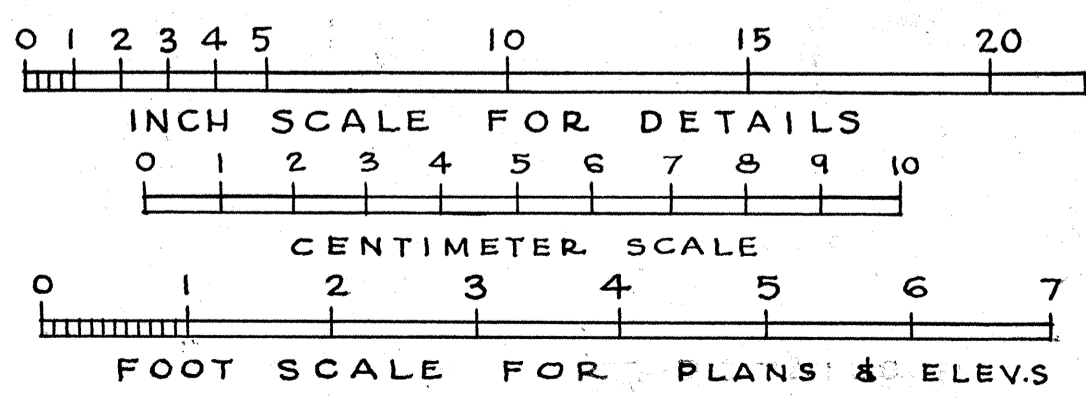 0 1 2 3 4 5 10 15 20
INCH SCALE FOR DETAILS
0 1 2 3 4 5 6 7 8 9 10
CENTIMETER SCALE
0 1 2 3 4 5 6 7
FOOT SCALE FOR PLANS & ELEV.S